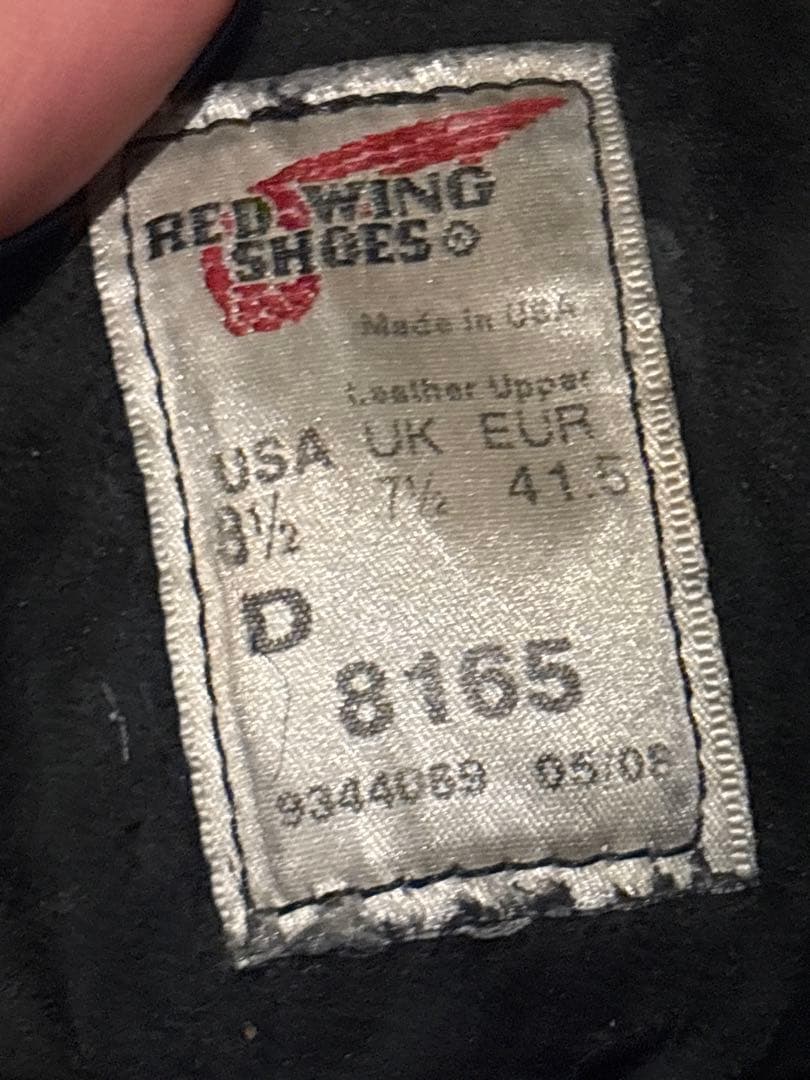 RED WING
SHOES ®
Made in USA
Leather Upper
USA UK EUR
8½ 7½ 41.5
D
8165
9344089 05/08